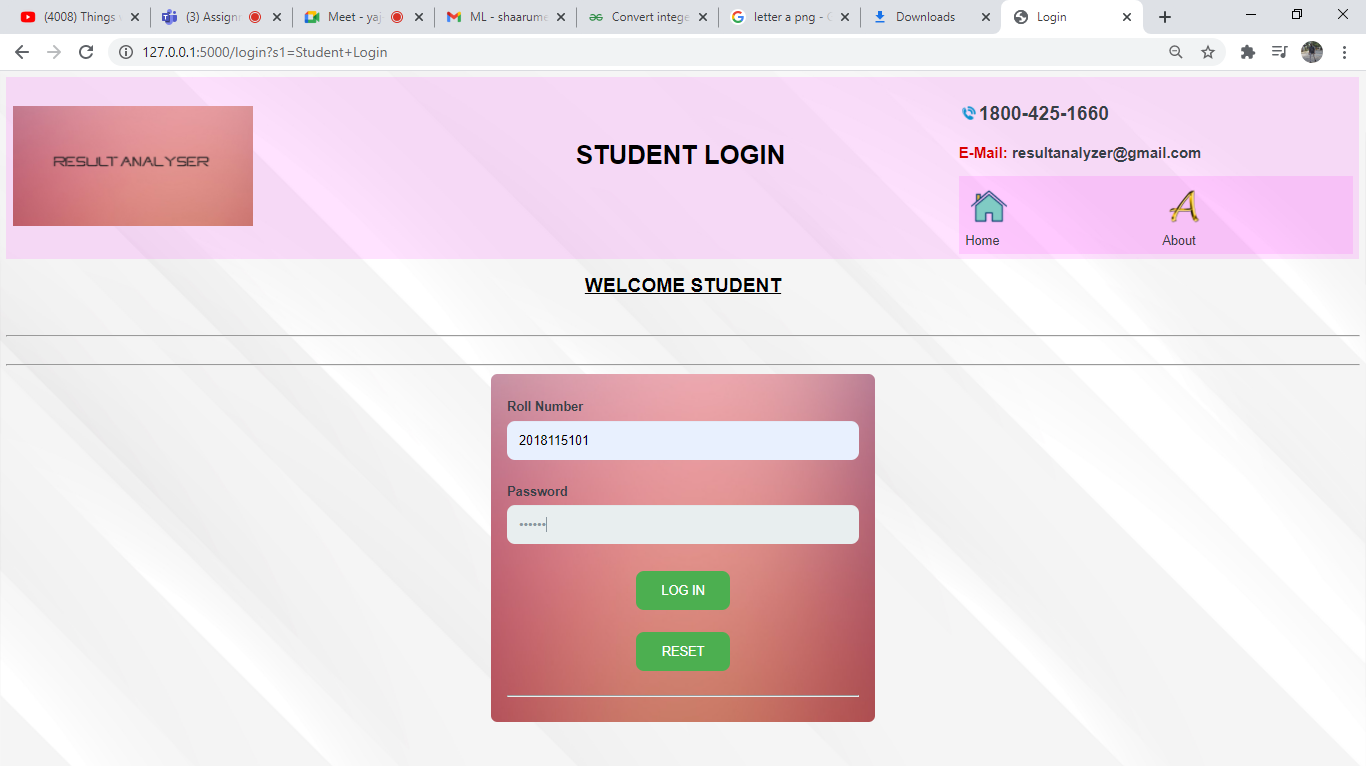 (4008) Things
(3) Assignm
Meet - yaj
ML - shaarume
Convert intege
letter a png -
Downloads
Login
127.0.0.1:5000/login?s1=Student+Login
RESULT ANALYSER
STUDENT LOGIN
1800-425-1660
E-Mail: resultanalyzer@gmail.com
Home
About
WELCOME STUDENT
Roll Number
2018115101
Password
••••••
LOG IN
RESET